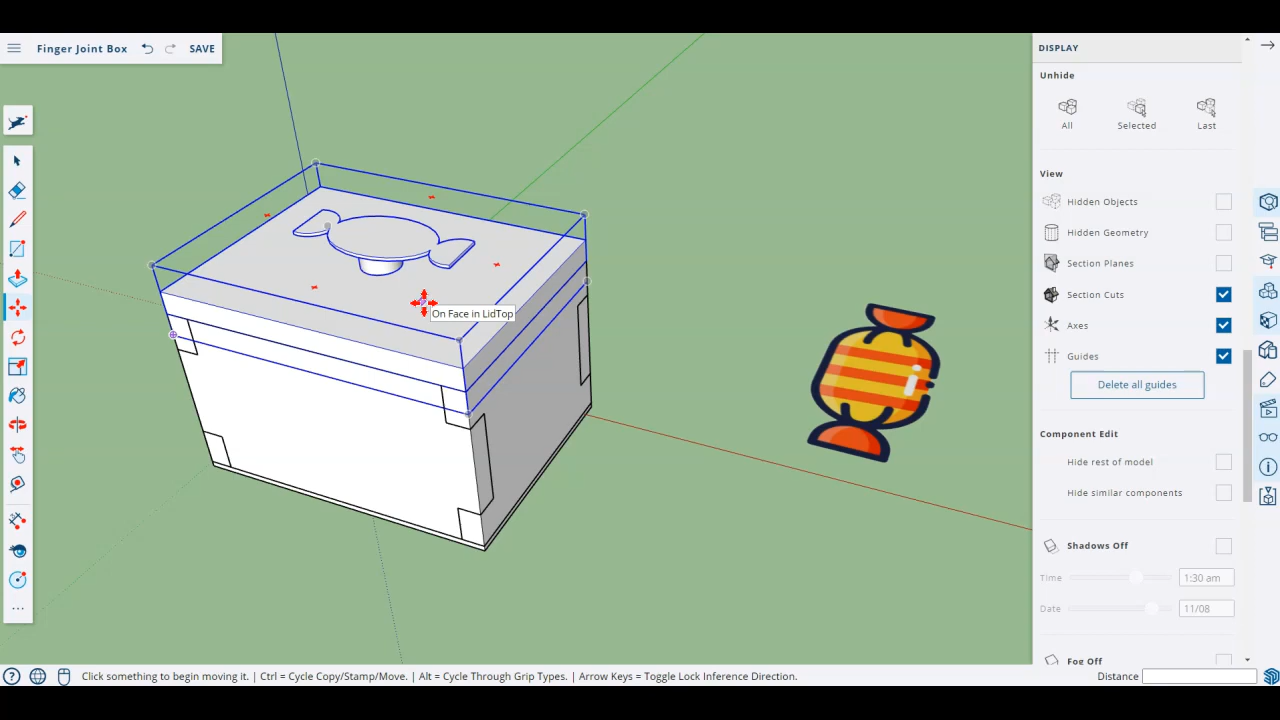 Finger Joint Box SAVE
DISPLAY
Unhide
All Selected Last
View
Hidden Objects
Hidden Geometry
Section Planes
Section Cuts
Axes
Guides
Delete all guides
Component Edit
Hide rest of model
Hide similar components
Shadows Off
Time 1:30 am
Date 11/08
Fog Off
On Face in LidTop
Click something to begin moving it. | Ctrl = Cycle Copy/Stamp/Move. | Alt = Cycle Through Grip Types. | Arrow Keys = Toggle Lock Inference Direction. Distance